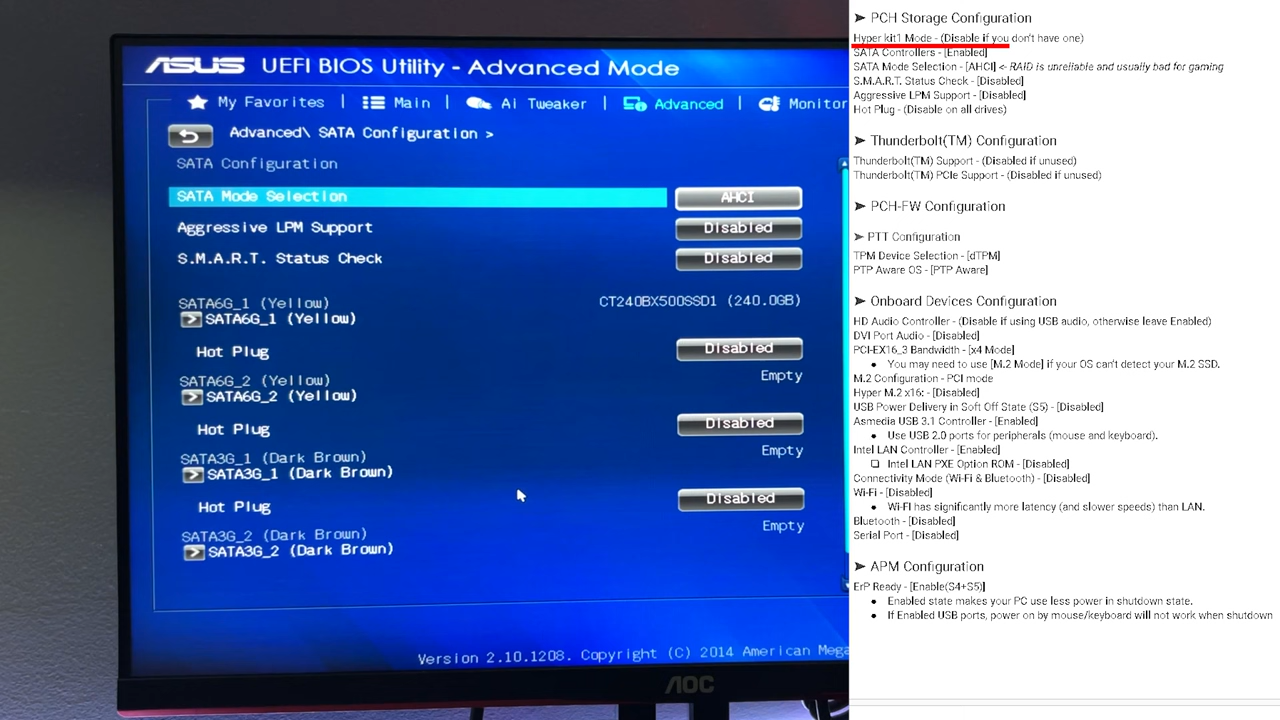 ASUS UEFI BIOS Utility - Advanced Mode
My Favorites
Main
Ai Tweaker
Advanced
Monitor
Advanced\ SATA Configuration >
SATA Configuration
SATA Mode Selection AHCI
Aggressive LPM Support Disabled
S.M.A.R.T. Status Check Disabled
SATA6G_1 (Yellow) CT240BX500SSD1 (240.0GB)
SATA6G_1 (Yellow)
Hot Plug Disabled
SATA6G_2 (Yellow) Empty
SATA6G_2 (Yellow)
Hot Plug Disabled
SATA3G_1 (Dark Brown) Empty
SATA3G_1 (Dark Brown)
Hot Plug Disabled
SATA3G_2 (Dark Brown) Empty
SATA3G_2 (Dark Brown)
Version 2.10.1208. Copyright (C) 2014 American Mega
AOC
➤ PCH Storage Configuration
Hyper kit1 Mode - (Disable if you don't have one)
SATA Controllers - [Enabled]
SATA Mode Selection - [AHCI] <- RAID is unreliable and usually bad for gaming
S.M.A.R.T. Status Check - [Disabled]
Aggressive LPM Support - [Disabled]
Hot Plug - (Disable on all drives)
➤ Thunderbolt(TM) Configuration
Thunderbolt(TM) Support - (Disabled if unused)
Thunderbolt(TM) PCIe Support - (Disabled if unused)
➤ PCH-FW Configuration
➤ PTT Configuration
TPM Device Selection - [dTPM]
PTP Aware OS - [PTP Aware]
➤ Onboard Devices Configuration
HD Audio Controller - (Disable if using USB audio, otherwise leave Enabled)
DVI Port Audio - [Disabled]
PCI-EX16_3 Bandwidth - [x4 Mode]
● You may need to use [M.2 Mode] if your OS can't detect your M.2 SSD.
M.2 Configuration - PCI mode
Hyper M.2 x16: - [Disabled]
USB Power Delivery in Soft Off State (S5) - [Disabled]
Asmedia USB 3.1 Controller - [Enabled]
● Use USB 2.0 ports for peripherals (mouse and keyboard).
Intel LAN Controller - [Enabled]
❏ Intel LAN PXE Option ROM - [Disabled]
Connectivity Mode (Wi-Fi & Bluetooth) - [Disabled]
Wi-Fi - [Disabled]
● Wi-FI has significantly more latency (and slower speeds) than LAN.
Bluetooth - [Disabled]
Serial Port - [Disabled]
➤ APM Configuration
ErP Ready - [Enable(S4+S5)]
● Enabled state makes your PC use less power in shutdown state.
● If Enabled USB ports, power on by mouse/keyboard will not work when shutdown